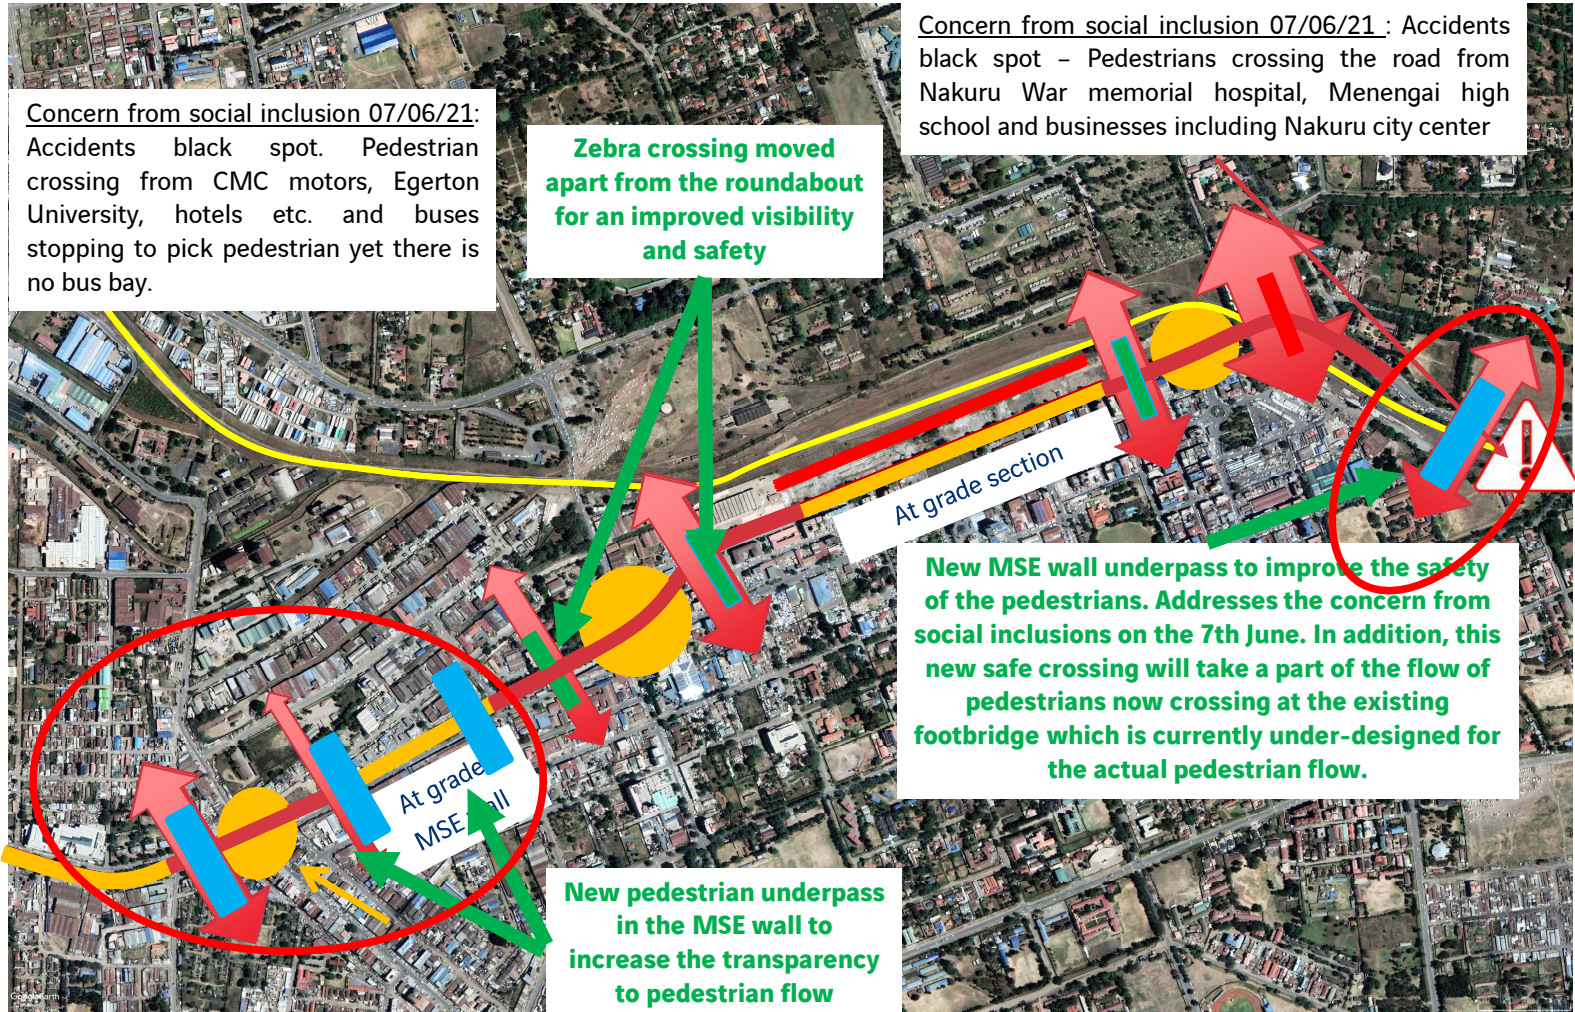 Concern from social inclusion 07/06/21 : Accidents
black spot – Pedestrians crossing the road from
Nakuru War memorial hospital, Menengai high
school and businesses including Nakuru city center
Concern from social inclusion 07/06/21:
Accidents black spot. Pedestrian
crossing from CMC motors, Egerton
University, hotels etc. and buses
stopping to pick pedestrian yet there is
no bus bay.
Zebra crossing moved
apart from the roundabout
for an improved visibility
and safety
At grade section
New MSE wall underpass to improve the safety
of the pedestrians. Addresses the concern from
social inclusions on the 7th June. In addition, this
new safe crossing will take a part of the flow of
pedestrians now crossing at the existing
footbridge which is currently under-designed for
the actual pedestrian flow.
At grade
MSE wall
New pedestrian underpass
in the MSE wall to
increase the transparency
to pedestrian flow
Google Earth